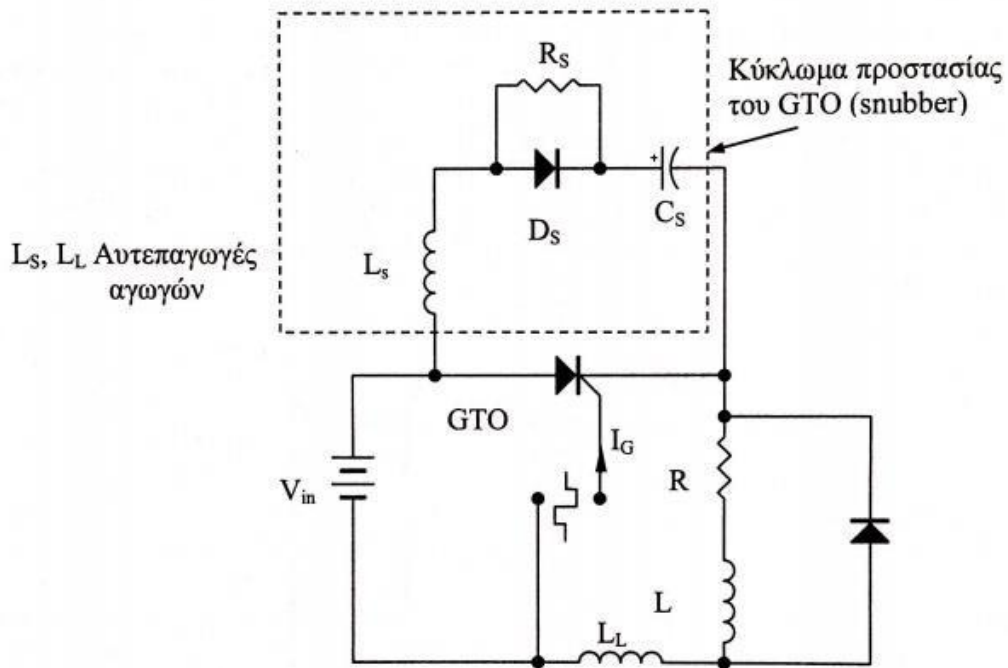 R_S
Κύκλωμα προστασίας
του GTO (snubber)
+
D_S
C_S
L_S, L_L Αυτεπαγωγές
αγωγών
L_s
GTO
I_G
R
V_in
L
L_L